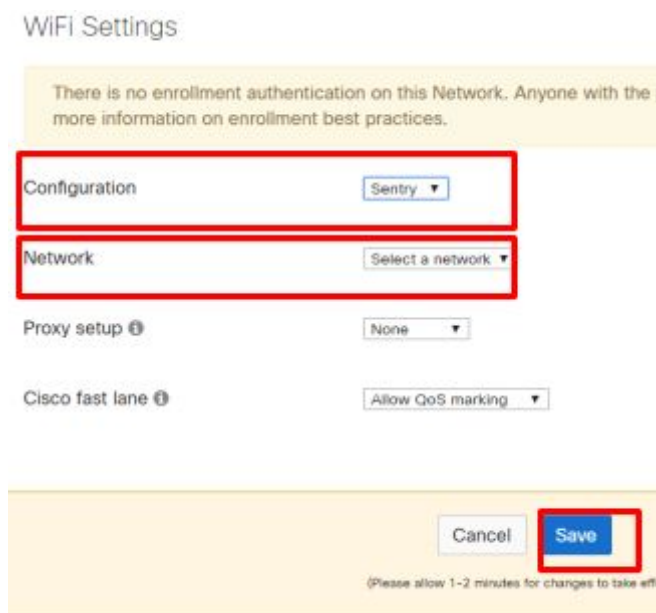 WiFi Settings
There is no enrollment authentication on this Network. Anyone with the
more information on enrollment best practices.
Configuration Sentry
Network Select a network
Proxy setup None
Cisco fast lane Allow QoS marking
Cancel Save
(Please allow 1-2 minutes for changes to take